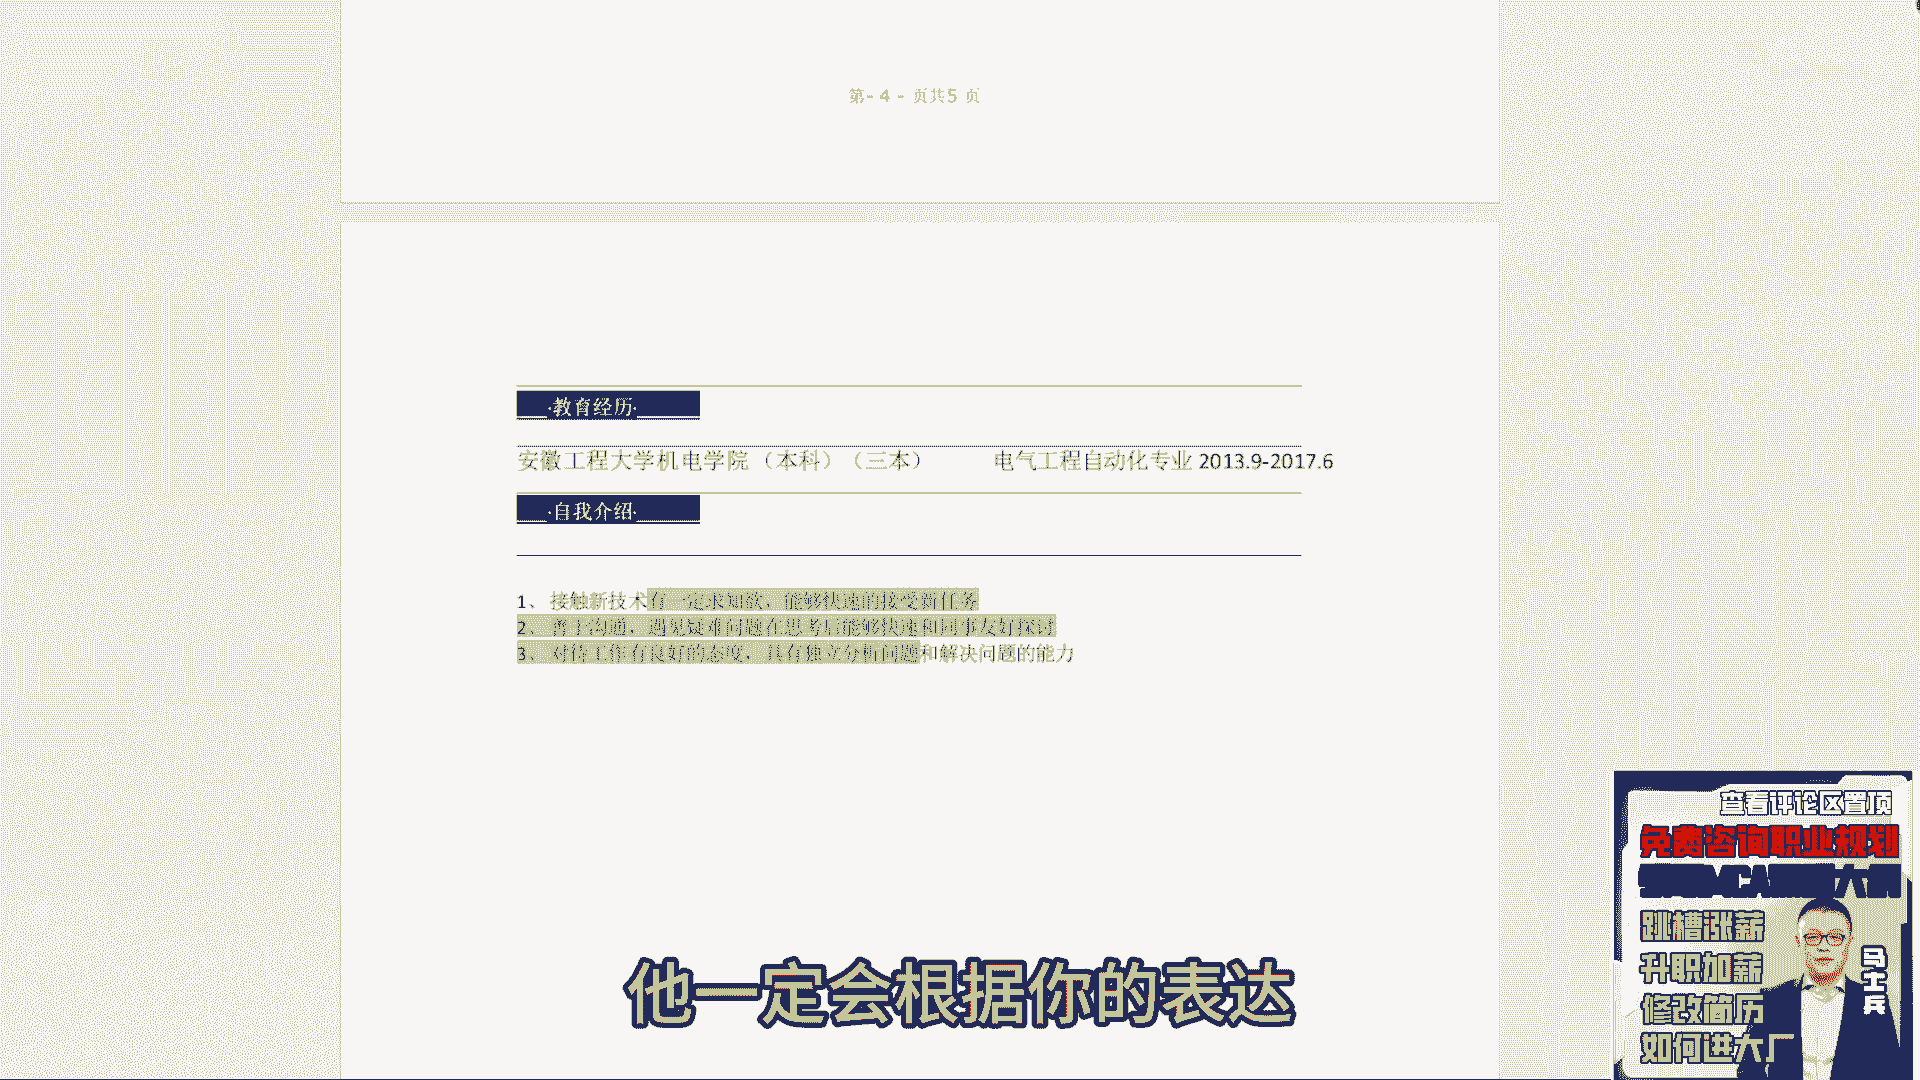 第- 4 - 页共5 页
·教育经历·
安徽工程大学机电学院（本科）（三本） 电气工程自动化专业 2013.9-2017.6
·自我介绍·
1、 接触新技术有一定求知欲，能够快速的接受新任务
2、 善于沟通，遇见疑难问题在思考后能够快速和同事友好探讨
3、 对待工作有良好的态度，具有独立分析问题和解决问题的能力
他一定会根据你的表达
查看评论区置顶
免费咨询职业规划
大纲
跳槽涨薪
升职加薪
修改简历
如何进大厂
马士兵